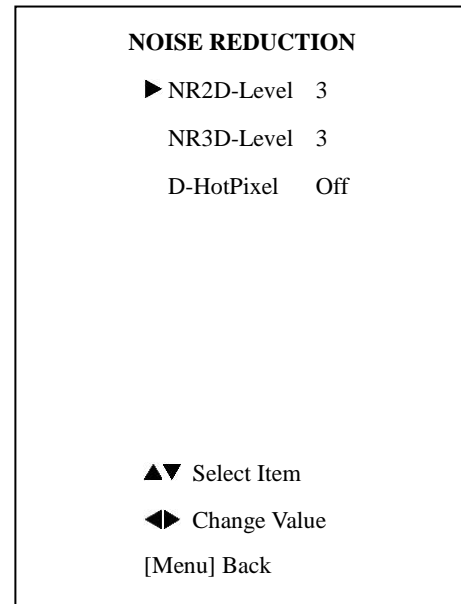 NOISE REDUCTION
▶ NR2D-Level 3
NR3D-Level 3
D-HotPixel Off
▲▼ Select Item
◀▶ Change Value
[Menu] Back